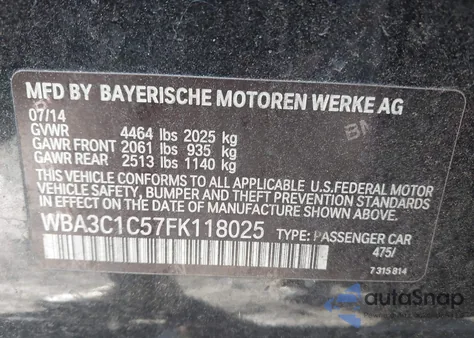 MFD BY BAYERISCHE MOTOREN WERKE AG
07/14
GVWR 4464 lbs 2025 kg
GAWR FRONT 2061 lbs 935 kg
GAWR REAR 2513 lbs 1140 kg
THIS VEHICLE CONFORMS TO ALL APPLICABLE U.S.FEDERAL MOTOR
VEHICLE SAFETY, BUMPER AND THEFT PREVENTION STANDARDS
IN EFFECT ON THE DATE OF MANUFACTURE SHOWN ABOVE.
WBA3C1C57FK118025 TYPE: PASSENGER CAR
475/
7 315 814
autoSnap